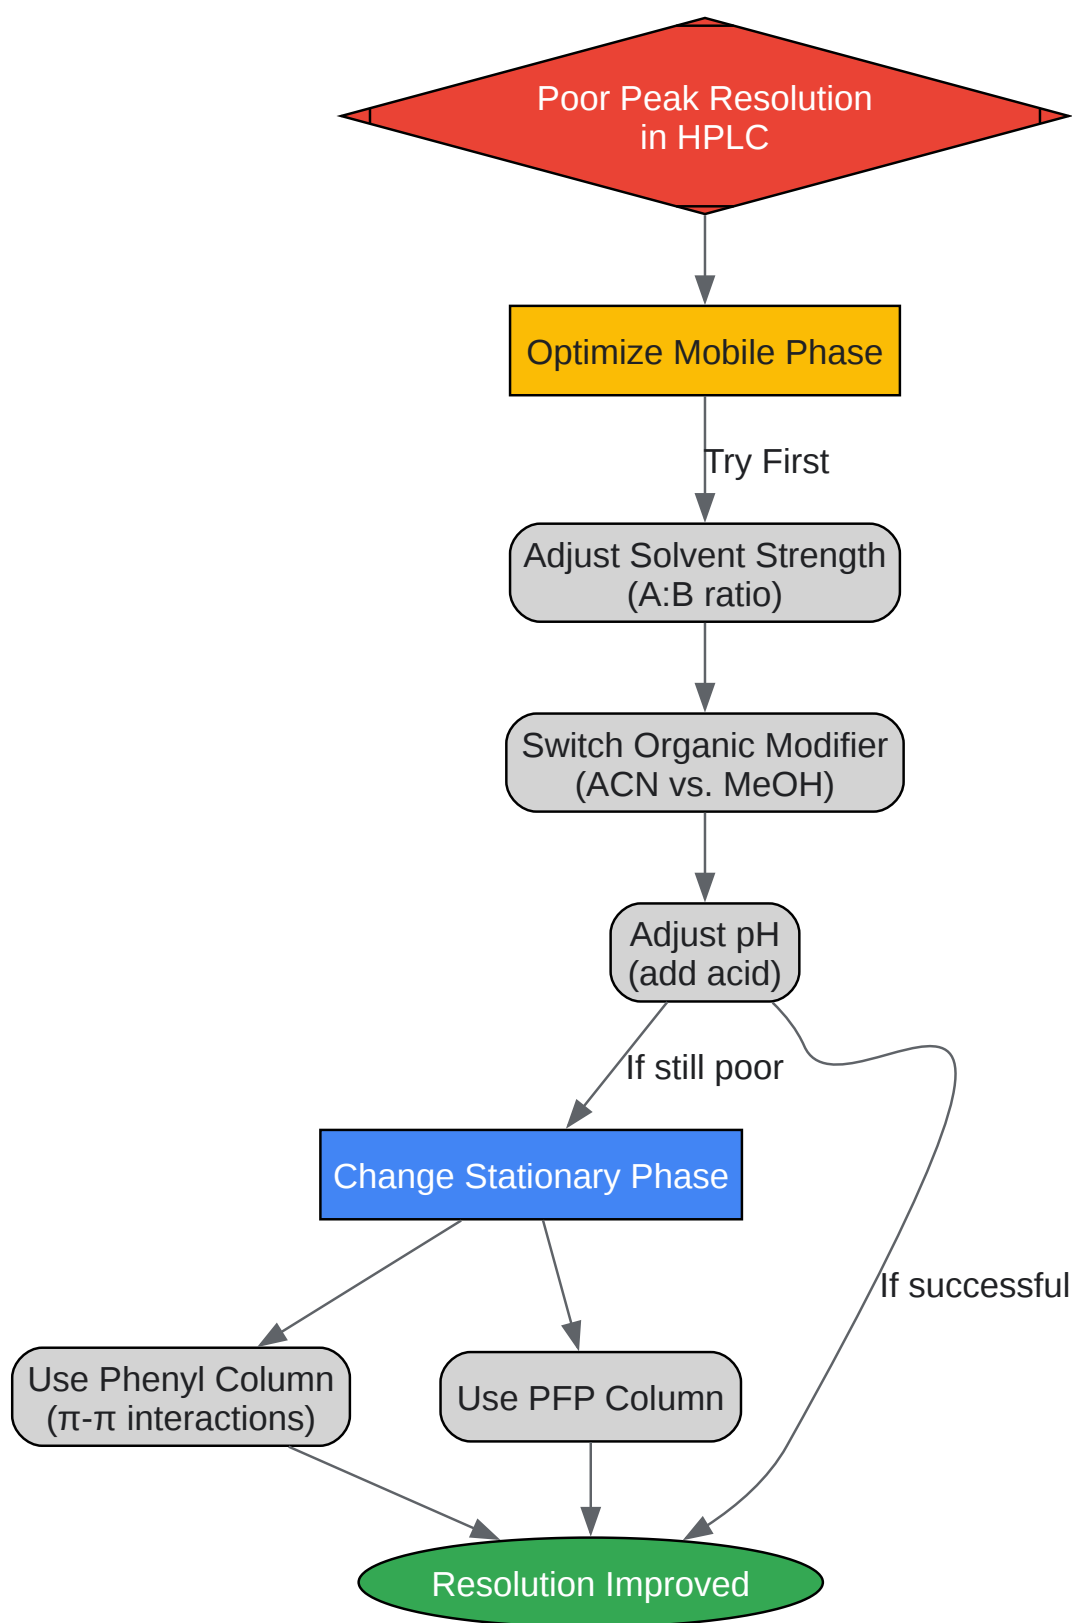 Poor Peak Resolution
in HPLC
Optimize Mobile Phase
Try First
Adjust Solvent Strength
(A:B ratio)
Switch Organic Modifier
(ACN vs. MeOH)
Adjust pH
(add acid)
If still poor
Change Stationary Phase
If successful
Use Phenyl Column
(π-π interactions)
Use PFP Column
Resolution Improved